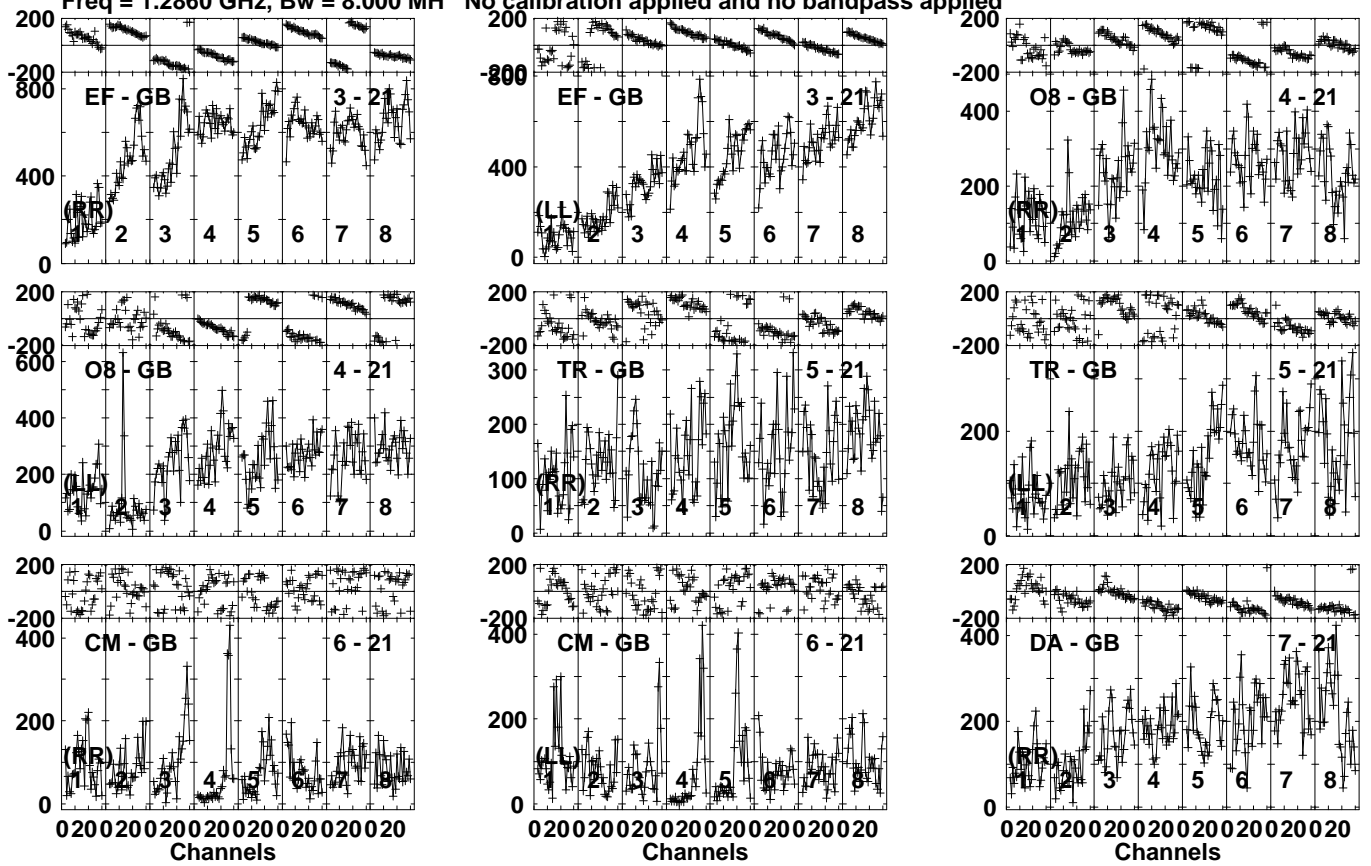 Freq = 1.2860 GHz, Bw = 8.000 MH No calibration applied and no bandpass applied
200
-200
800
400
0
EF - GB 3 - 21
(RR)
1 2 3 4 5 6 7 8
200
-200
800
400
0
EF - GB 3 - 21
(LL)
1 2 3 4 5 6 7 8
200
-200
400
200
0
O8 - GB 4 - 21
(RR)
1 2 3 4 5 6 7 8
200
-200
600
400
200
0
O8 - GB 4 - 21
(LL)
1 2 3 4 5 6 7 8
200
-200
300
200
100
0
TR - GB 5 - 21
(RR)
1 2 3 4 5 6 7 8
200
-200
200
0
TR - GB 5 - 21
(LL)
1 2 3 4 5 6 7 8
200
-200
400
200
0
CM - GB 6 - 21
(RR)
1 2 3 4 5 6 7 8
0 20 0 20 0 20 0 20 0 20 0 20 0 20 0 20
Channels
200
-200
400
200
0
CM - GB 6 - 21
(LL)
1 2 3 4 5 6 7 8
0 20 0 20 0 20 0 20 0 20 0 20 0 20 0 20
Channels
200
-200
400
200
0
DA - GB 7 - 21
(RR)
1 2 3 4 5 6 7 8
0 20 0 20 0 20 0 20 0 20 0 20 0 20 0 20
Channels